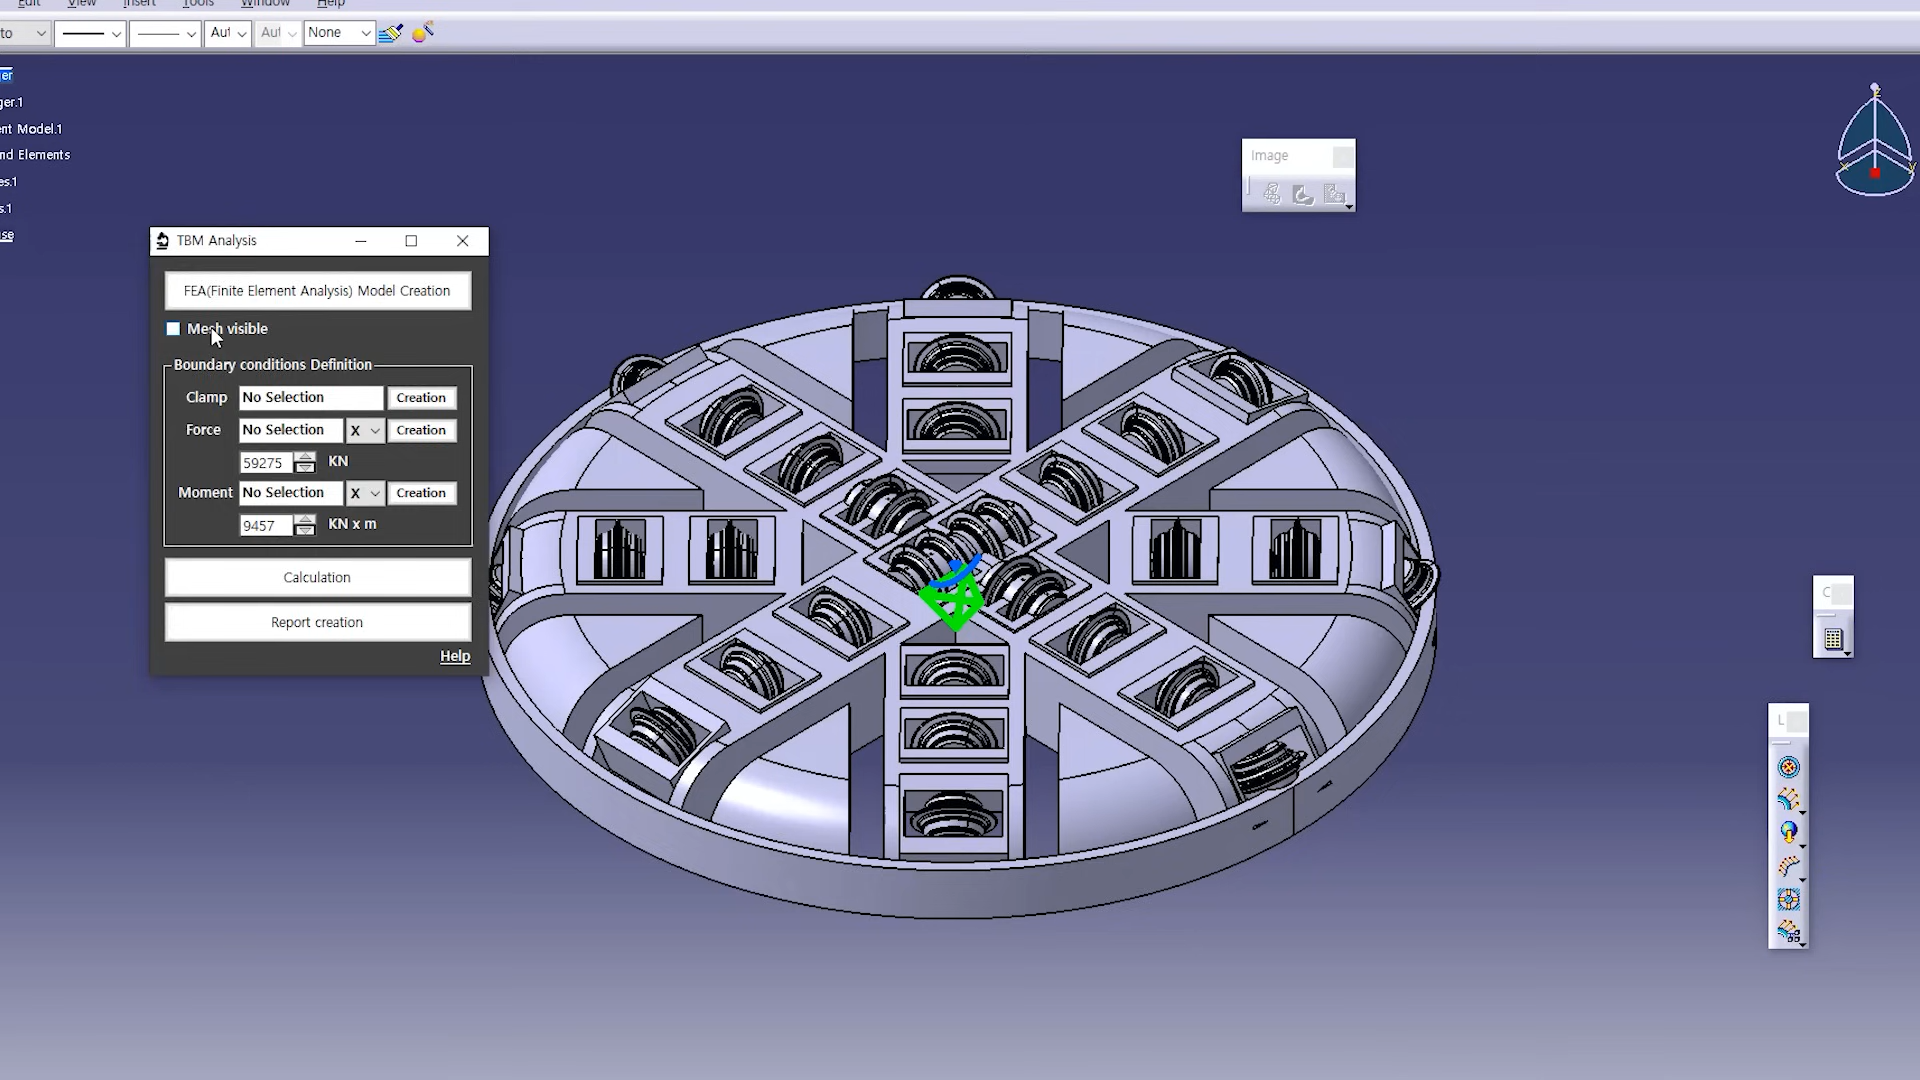 Edit View Insert Tools Window Help
to Aut Aut None
er
ger.1
ent Model.1
nd Elements
es.1
s.1
se
Image
TBM Analysis
FEA(Finite Element Analysis) Model Creation
Mesh visible
Boundary conditions Definition
Clamp No Selection Creation
Force No Selection X Creation
59275 KN
Moment No Selection X Creation
9457 KN x m
Calculation
Report creation
Help
C
L
z